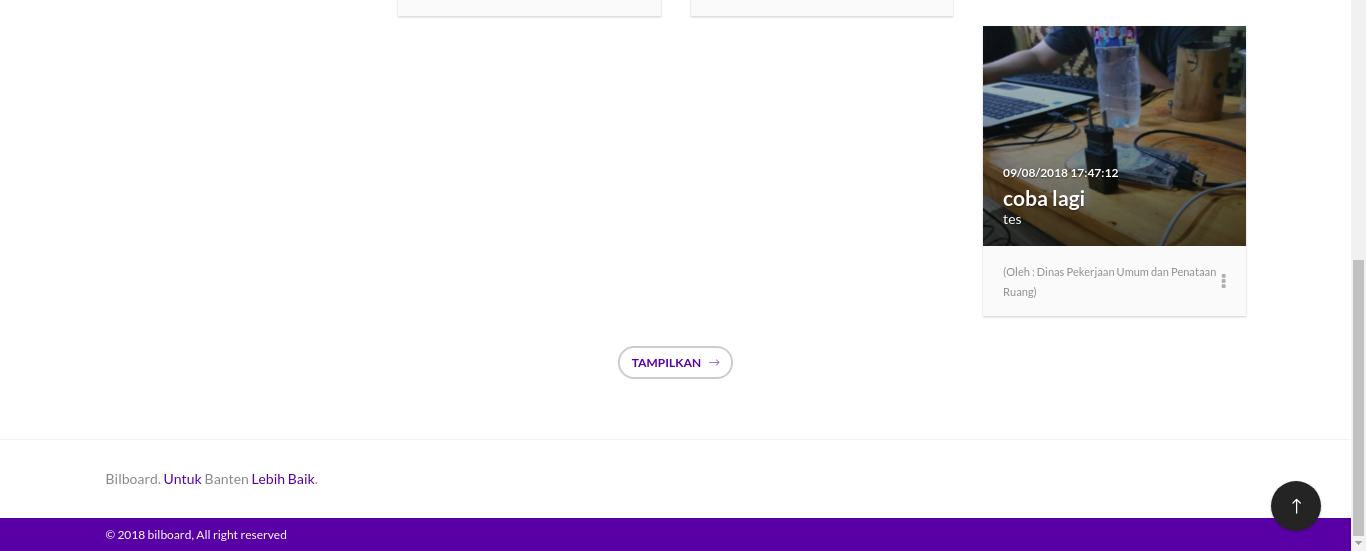 09/08/2018 17:47:12
coba lagi
tes
(Oleh : Dinas Pekerjaan Umum dan Penataan
Ruang)
TAMPILKAN
Bilboard. Untuk Banten Lebih Baik.
© 2018 bilboard, All right reserved